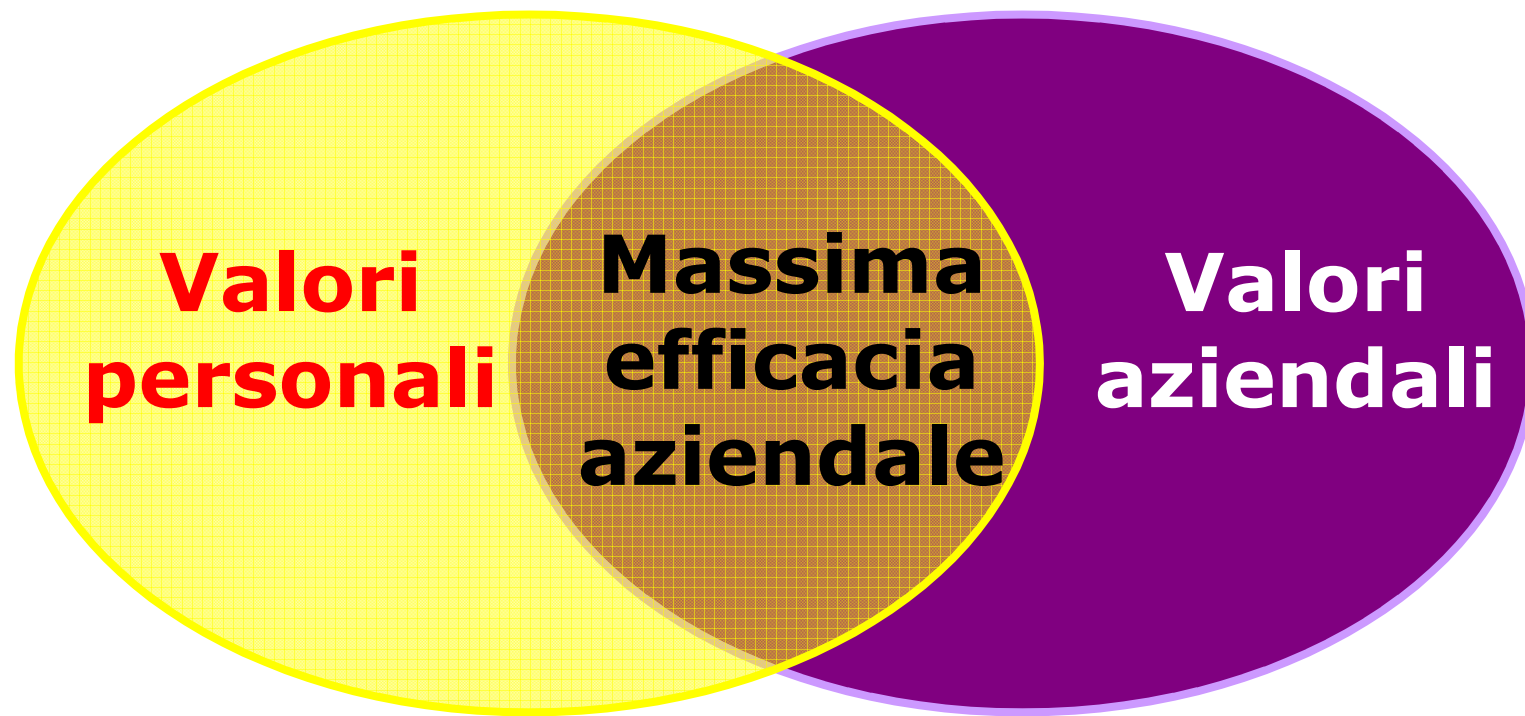 Valori
personali
Massima
efficacia
aziendale
Valori
aziendali